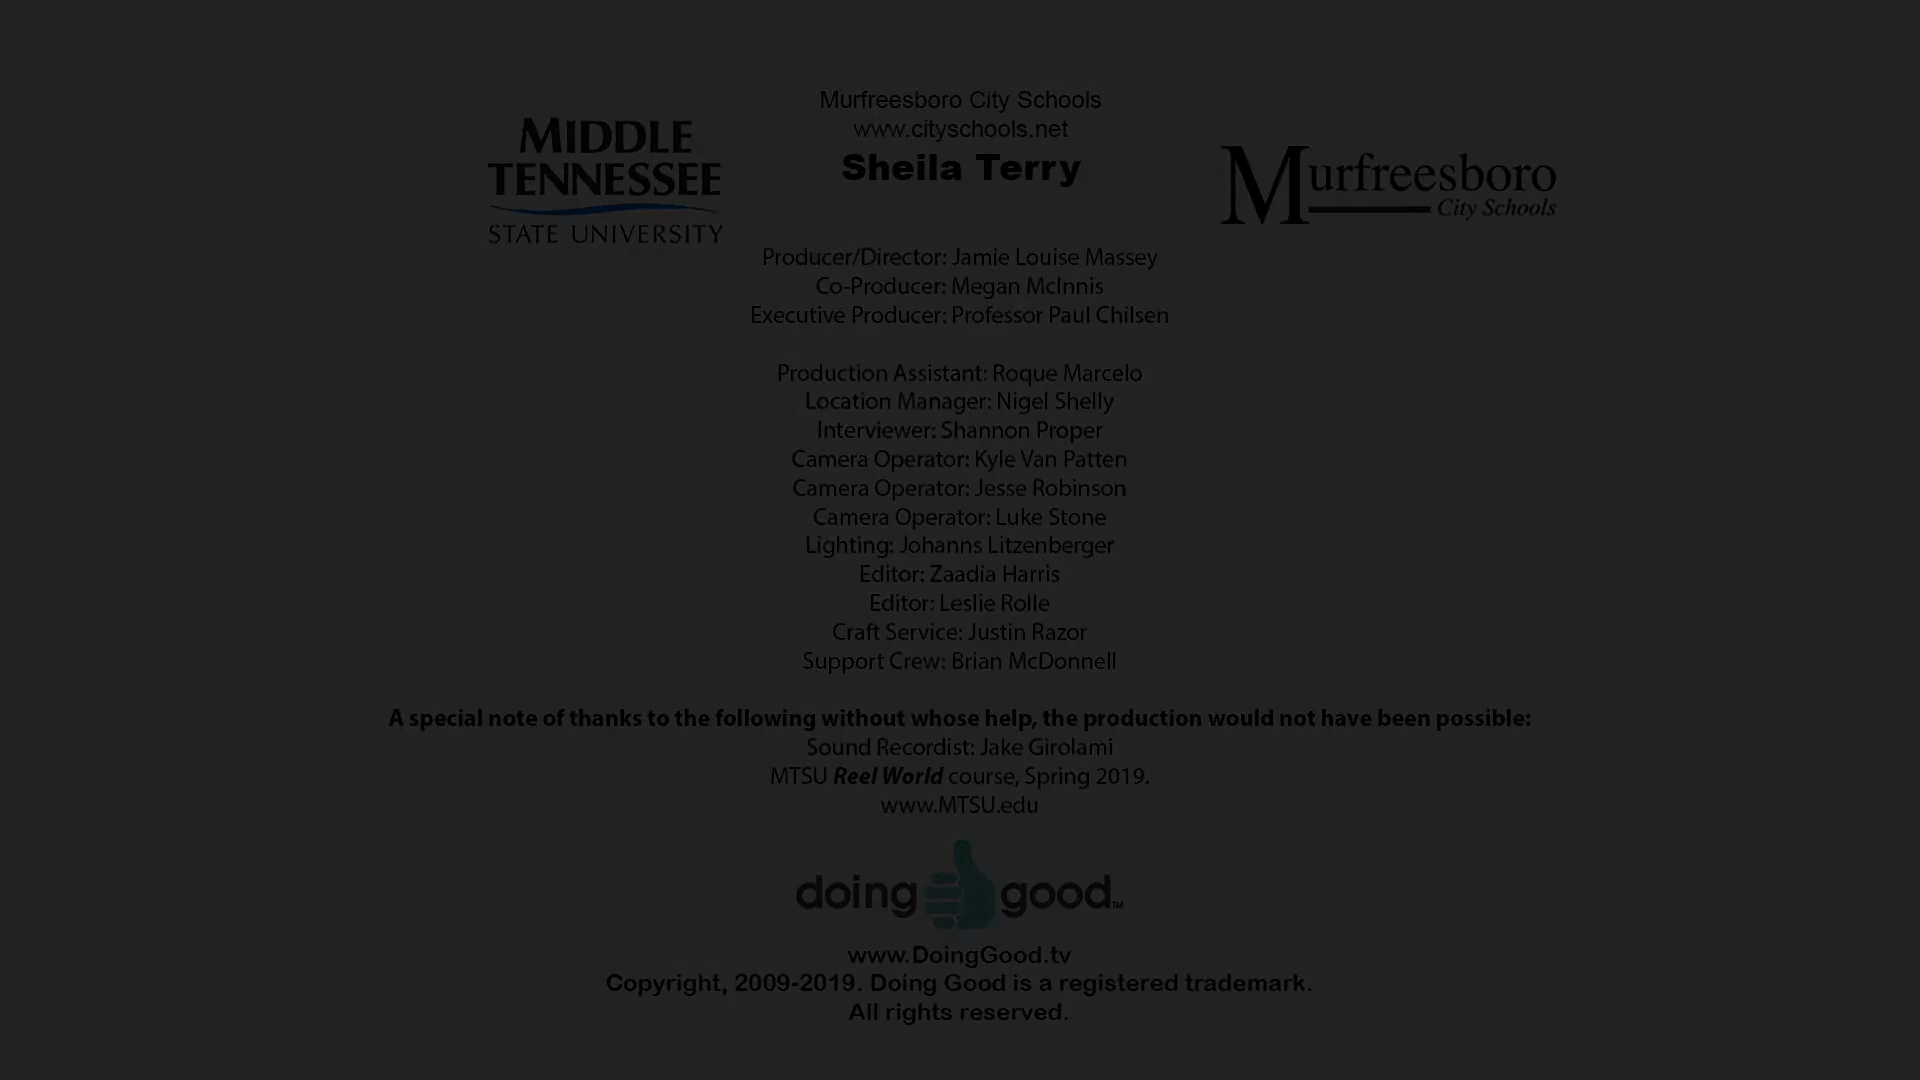 Murfreesboro City Schools
www.cityschools.net
Sheila Terry
MIDDLE
TENNESSEE
STATE UNIVERSITY
Murfreesboro
City Schools
Producer/Director: Jamie Louise Massey
Co-Producer: Megan McInnis
Executive Producer: Professor Paul Chilsen
Production Assistant: Roque Marcelo
Location Manager: Nigel Shelly
Interviewer: Shannon Proper
Camera Operator: Kyle Van Patten
Camera Operator: Jesse Robinson
Camera Operator: Luke Stone
Lighting: Johanns Litzenberger
Editor: Zaadia Harris
Editor: Leslie Rolle
Craft Service: Justin Razor
Support Crew: Brian McDonnell
A special note of thanks to the following without whose help, the production would not have been possible:
Sound Recordist: Jake Girolami
MTSU Reel World course, Spring 2019.
www.MTSU.edu
doing good™
www.DoingGood.tv
Copyright, 2009-2019. Doing Good is a registered trademark.
All rights reserved.